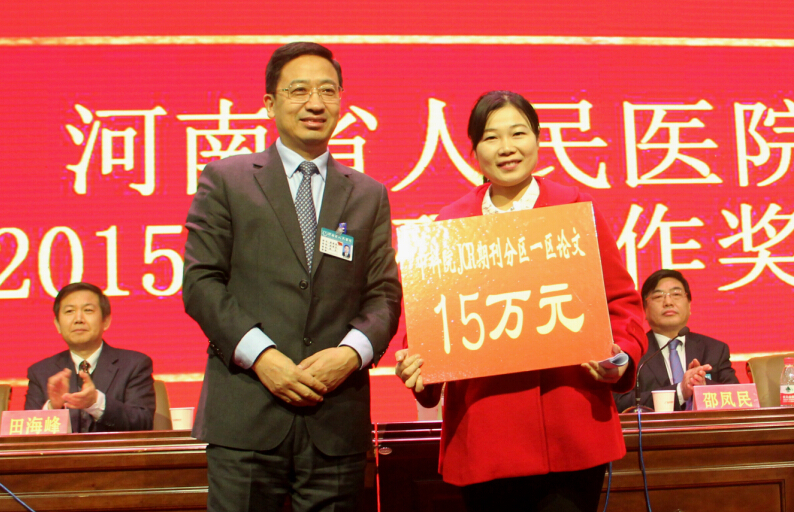 河南省人民医院
2015
作奖
科院JCR期刊分区一区论文
15万元
田海峰
邵凤民